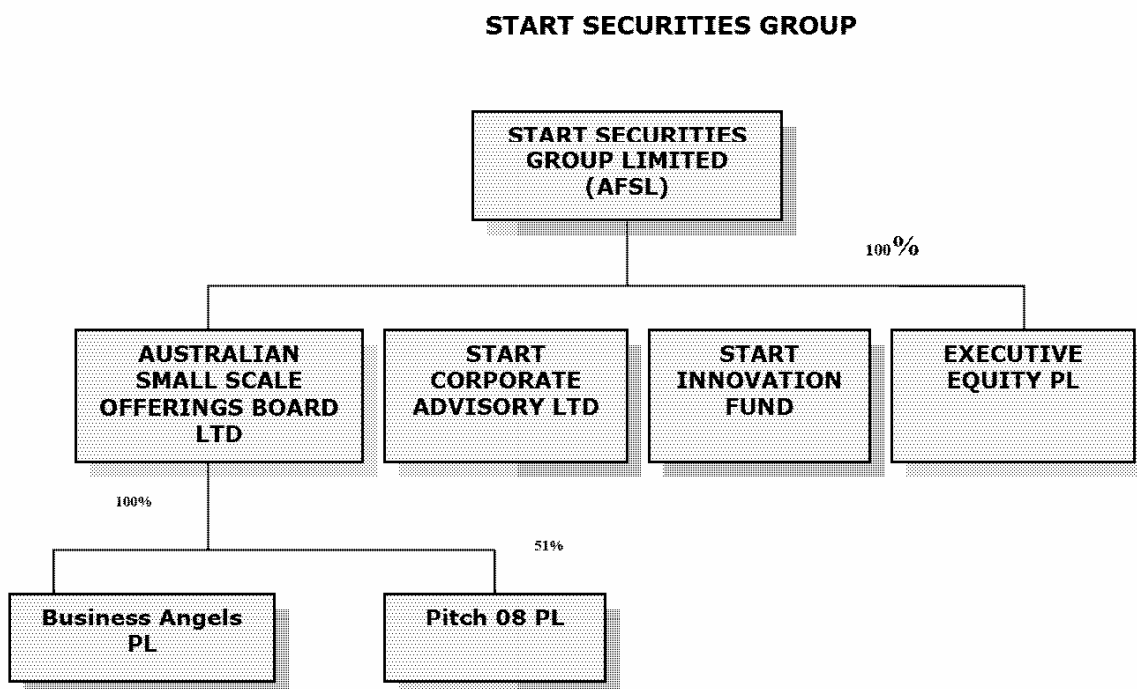 START SECURITIES GROUP
START SECURITIES
GROUP LIMITED
(AFSL)
100%
AUSTRALIAN
SMALL SCALE
OFFERINGS BOARD
LTD
START
CORPORATE
ADVISORY LTD
START
INNOVATION
FUND
EXECUTIVE
EQUITY PL
100%
51%
Business Angels
PL
Pitch 08 PL